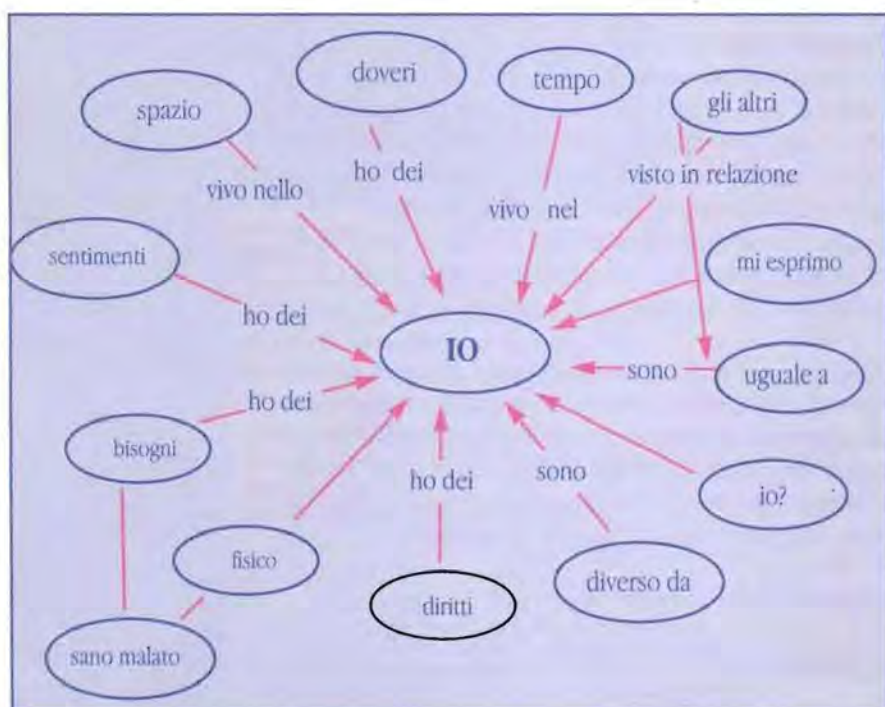 doveri
tempo
gli altri
spazio
ho dei
visto in relazione
vivo nello
vivo nel
sentimenti
mi esprimo
ho dei
IO
sono
uguale a
ho dei
bisogni
ho dei
sono
io?
fisico
diritti
diverso da
sano malato